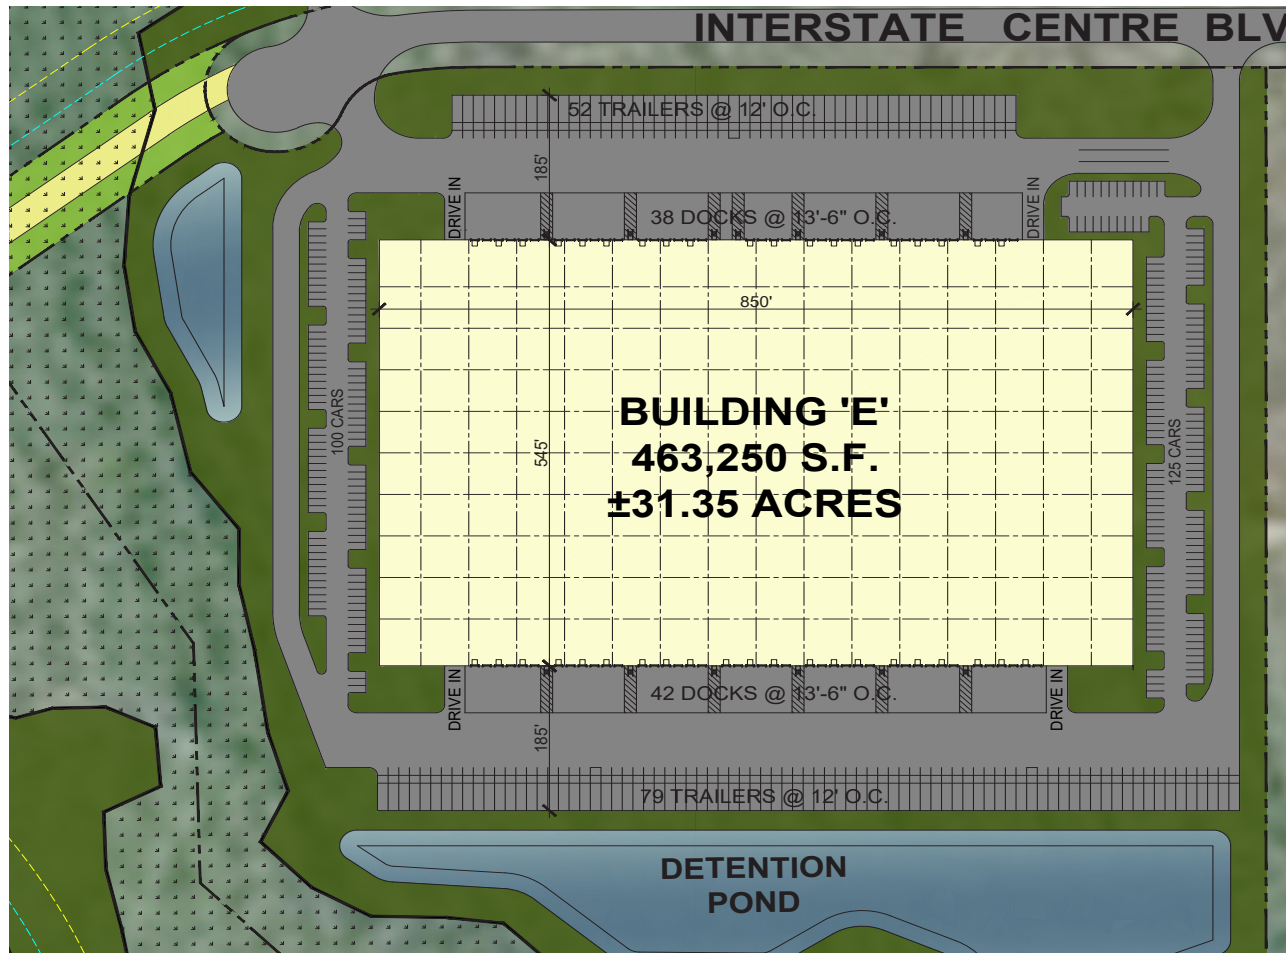 INTERSTATE CENTRE BLV
52 TRAILERS @ 12' O.C.
185'
DRIVE IN
38 DOCKS @ 13'-6" O.C.
DRIVE IN
850'
100 CARS
545'
BUILDING 'E'
463,250 S.F.
±31.35 ACRES
125 CARS
DRIVE IN
42 DOCKS @ 13'-6" O.C.
DRIVE IN
185'
79 TRAILERS @ 12' O.C.
DETENTION
POND